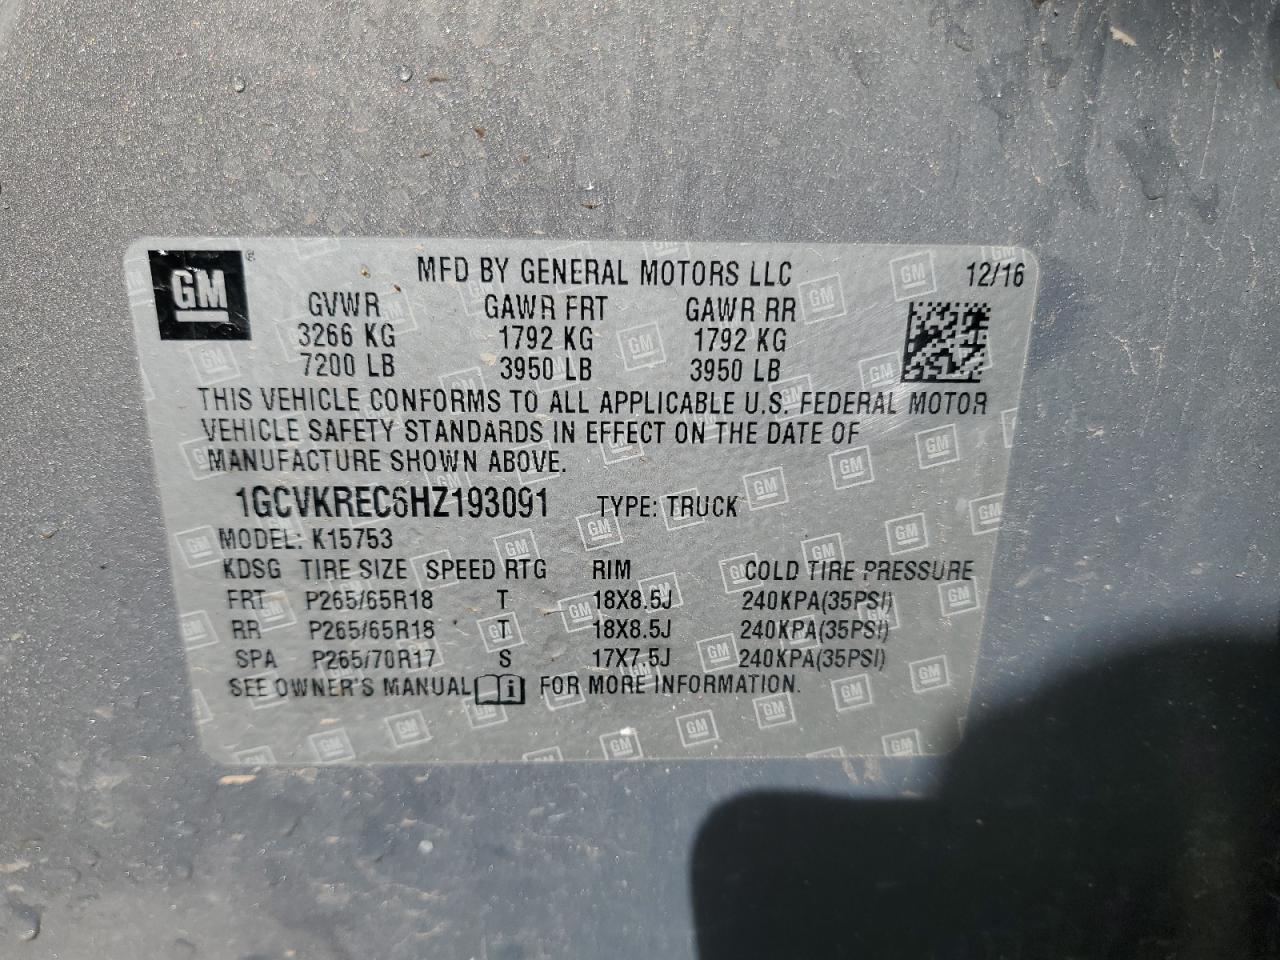 GM
MFD BY GENERAL MOTORS LLC 12/16
GVWR GAWR FRT GAWR RR
3266 KG 1792 KG 1792 KG
7200 LB 3950 LB 3950 LB
THIS VEHICLE CONFORMS TO ALL APPLICABLE U.S. FEDERAL MOTOR
VEHICLE SAFETY STANDARDS IN EFFECT ON THE DATE OF
MANUFACTURE SHOWN ABOVE.
1GCVKREC6HZ193091 TYPE: TRUCK
MODEL: K15753
KDSG TIRE SIZE SPEED RTG RIM COLD TIRE PRESSURE
FRT P265/65R18 T 18X8.5J 240KPA(35PSI)
RR P265/65R18 T 18X8.5J 240KPA(35PSI)
SPA P265/70R17 S 17X7.5J 240KPA(35PSI)
SEE OWNER'S MANUAL i FOR MORE INFORMATION.